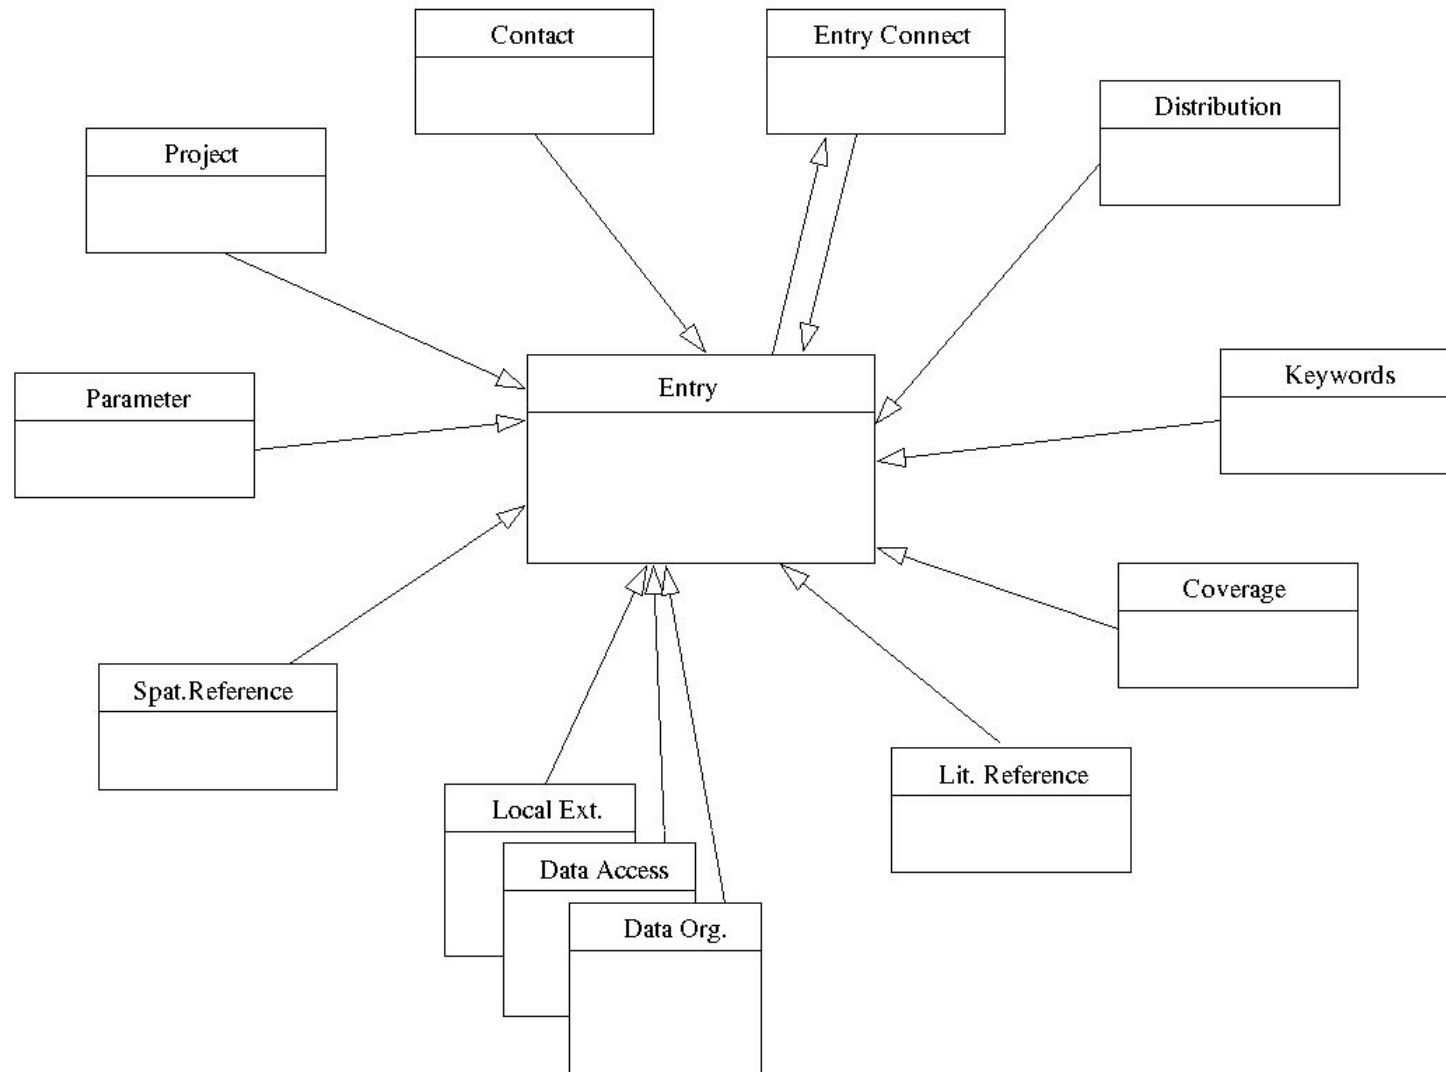 Contact
Entry Connect
Distribution
Project
Entry
Keywords
Parameter
Coverage
Spat.Reference
Lit. Reference
Local Ext.
Data Access
Data Org.